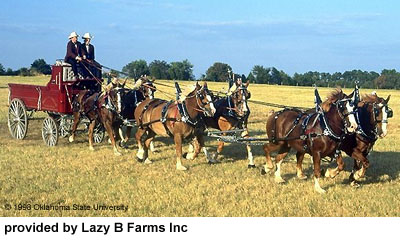 © 1998 Oklahoma State University
provided by Lazy B Farms Inc